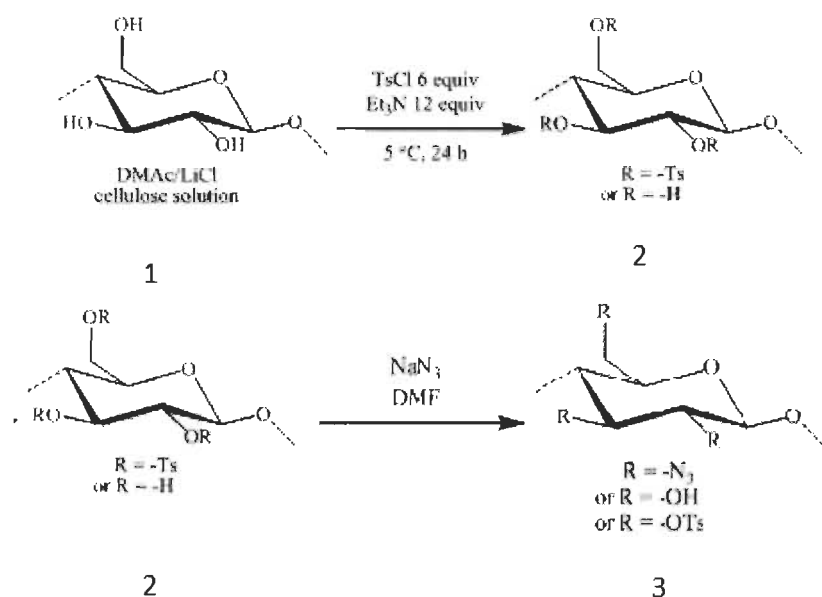 OH
O
HO
OH
O
DMAc/LiCl
cellulose solution
1
TsCl 6 equiv
Et₃N 12 equiv
5 °C, 24 h
OR
O
RO
OR
O
R = -Ts
or R = -H
2
OR
O
RO
OR
O
R = -Ts
or R = -H
2
NaN₃
DMF
R
O
R
R
O
R = -N₃
or R = -OH
or R = -OTs
3